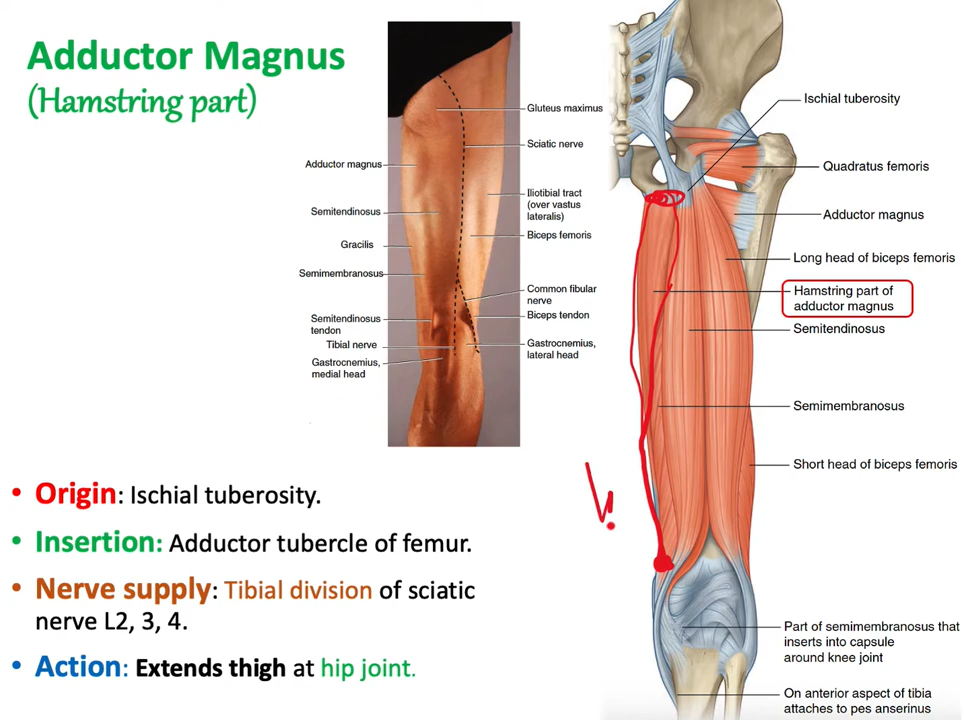 Adductor Magnus
(Hamstring part)
Gluteus maximus
Sciatic nerve
Adductor magnus
Iliotibial tract
(over vastus
lateralis)
Semitendinosus
Biceps femoris
Gracilis
Semimembranosus
Common fibular
nerve
Semitendinosus
tendon
Biceps tendon
Tibial nerve
Gastrocnemius,
lateral head
Gastrocnemius,
medial head
Ischial tuberosity
Quadratus femoris
Adductor magnus
Long head of biceps femoris
Hamstring part of
adductor magnus
Semitendinosus
Semimembranosus
Short head of biceps femoris
Part of semimembranosus that
inserts into capsule
around knee joint
On anterior aspect of tibia
attaches to pes anserinus
• Origin: Ischial tuberosity.
• Insertion: Adductor tubercle of femur.
• Nerve supply: Tibial division of sciatic
nerve L2, 3, 4.
• Action: Extends thigh at hip joint.